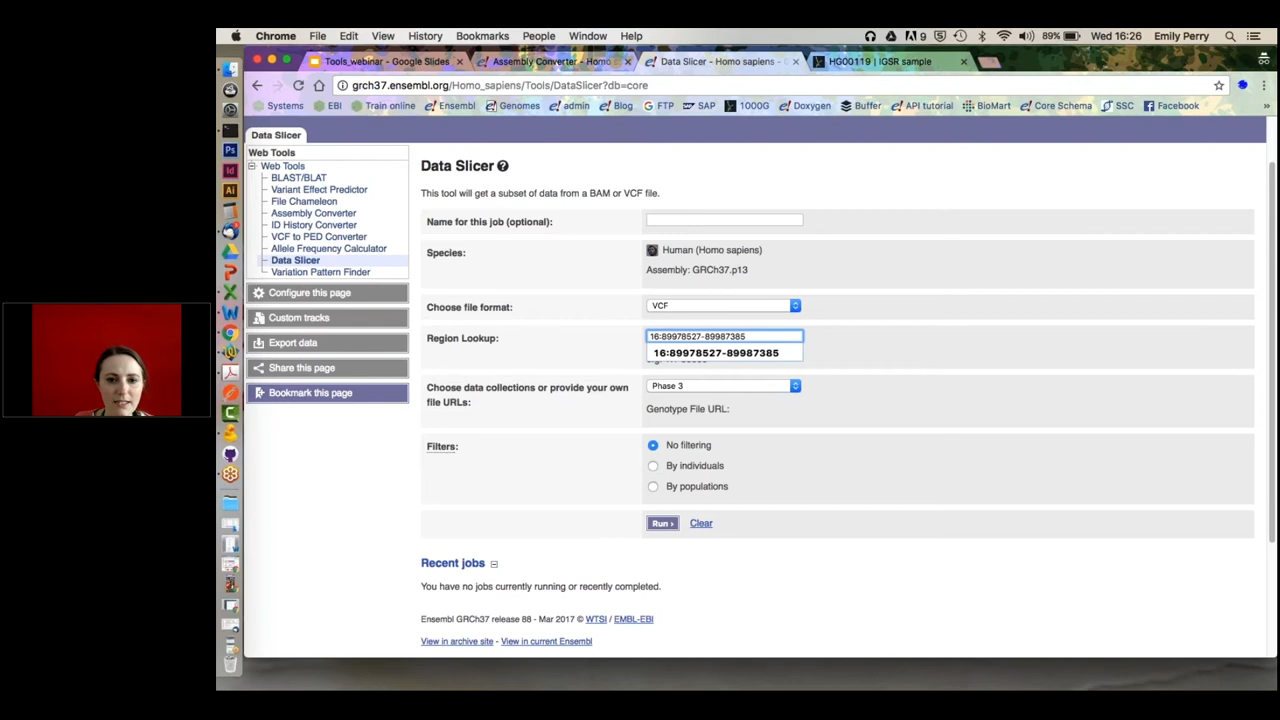 Chrome File Edit View History Bookmarks People Window Help 9 89% Wed 16:26 Emily Perry
Tools_webinar - Google Slides Assembly Converter - Homo Data Slicer - Homo sapiens - HG00119 | IGSR sample
grch37.ensembl.org/Homo_sapiens/Tools/DataSlicer?db=core
Systems EBI Train online Ensembl Genomes admin Blog FTP SAP 1000G Doxygen Buffer API tutorial BioMart Core Schema SSC Facebook »
Data Slicer
Web Tools
Web Tools
BLAST/BLAT
Variant Effect Predictor
File Chameleon
Assembly Converter
ID History Converter
VCF to PED Converter
Allele Frequency Calculator
Data Slicer
Variation Pattern Finder
Configure this page
Custom tracks
Export data
Share this page
Bookmark this page
Data Slicer
This tool will get a subset of data from a BAM or VCF file.
Name for this job (optional):
Species: Human (Homo sapiens)
Assembly: GRCh37.p13
Choose file format: VCF
Region Lookup: 16:89978527-89987385
16:89978527-89987385
Choose data collections or provide your own file URLs: Phase 3
Genotype File URL:
Filters: No filtering
By individuals
By populations
Run › Clear
Recent jobs
You have no jobs currently running or recently completed.
Ensembl GRCh37 release 88 - Mar 2017 © WTSI / EMBL-EBI
View in archive site - View in current Ensembl